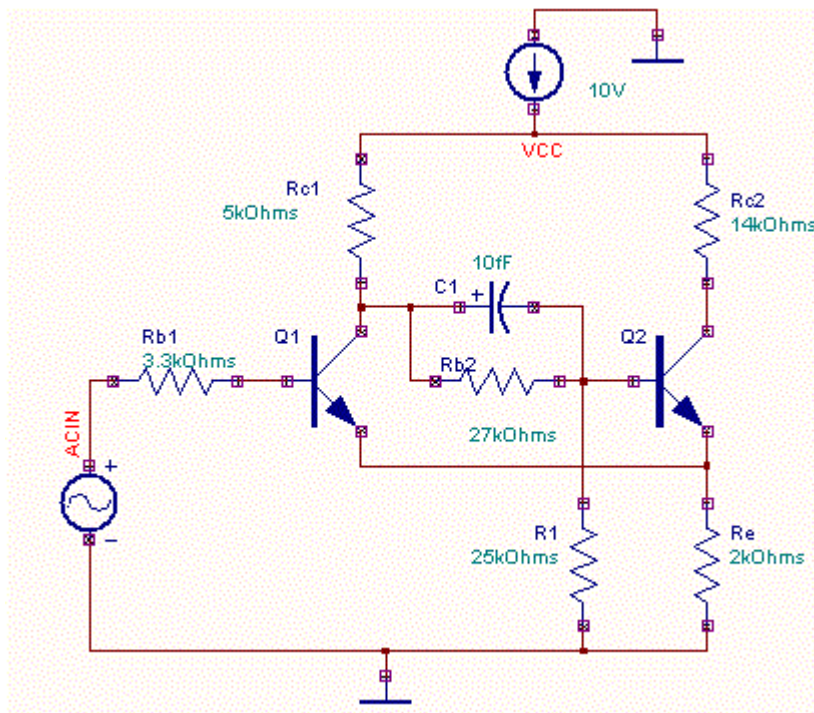 10V
VCC
Rc1
5kOhms
Rc2
14kOhms
10fF
C1 +
Rb1
3.3kOhms
Q1
Rb2
27kOhms
Q2
ACIN
+
−
R1
25kOhms
Re
2kOhms